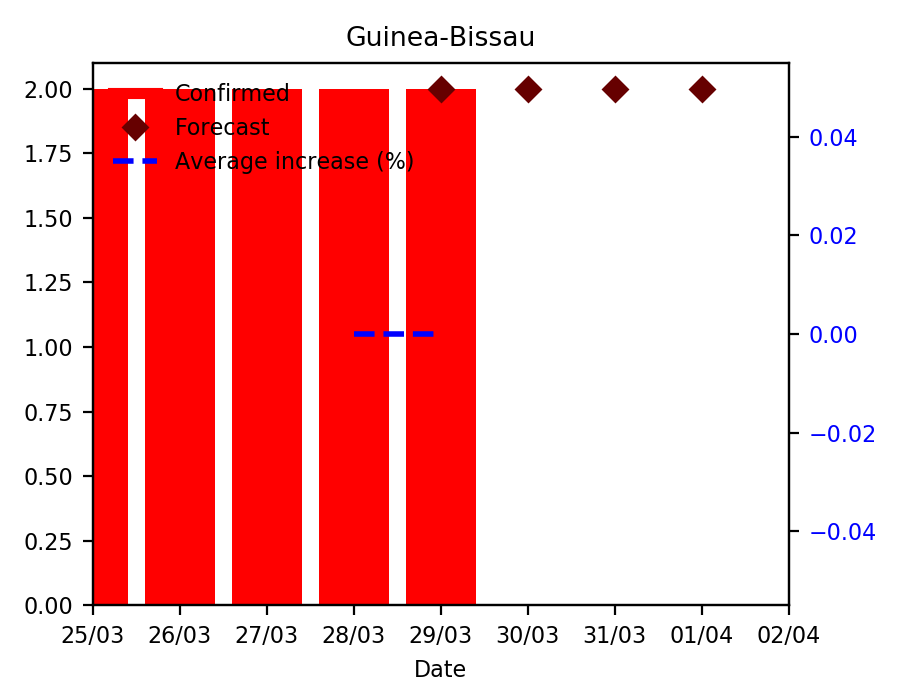 Guinea-Bissau
Confirmed
Forecast
Average increase (%)
2.00
1.75
1.50
1.25
1.00
0.75
0.50
0.25
0.00
0.04
0.02
0.00
−0.02
−0.04
25/03 26/03 27/03 28/03 29/03 30/03 31/03 01/04 02/04
Date